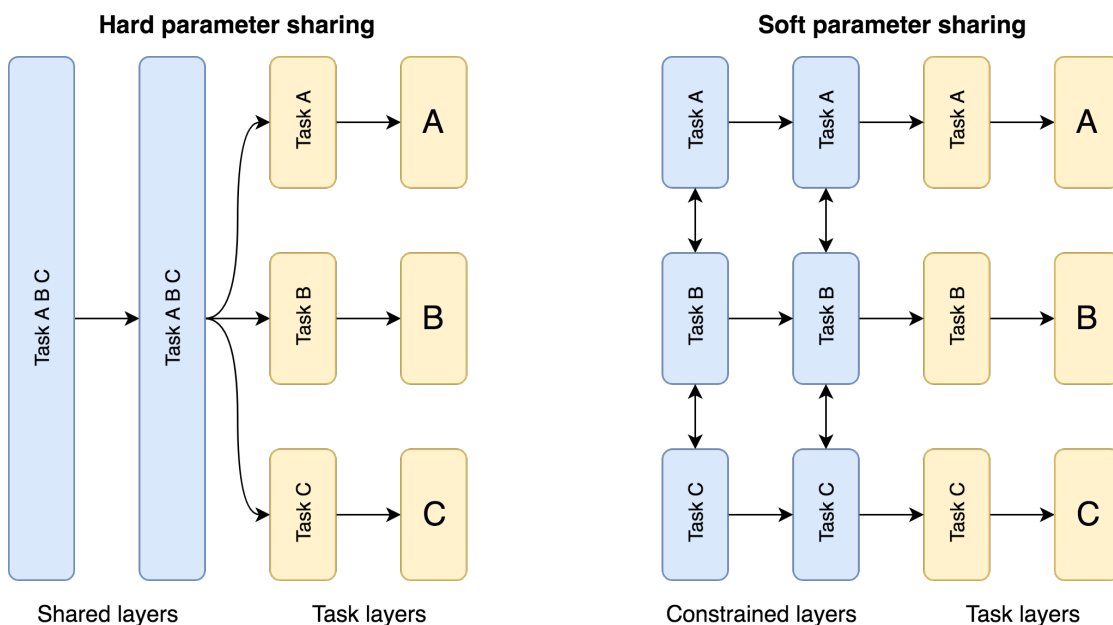 Hard parameter sharing
Task A B C
Task A B C
Task A
A
Task B
B
Task C
C
Shared layers
Task layers
Soft parameter sharing
Task A
Task A
Task A
A
Task B
Task B
Task B
B
Task C
Task C
Task C
C
Constrained layers
Task layers